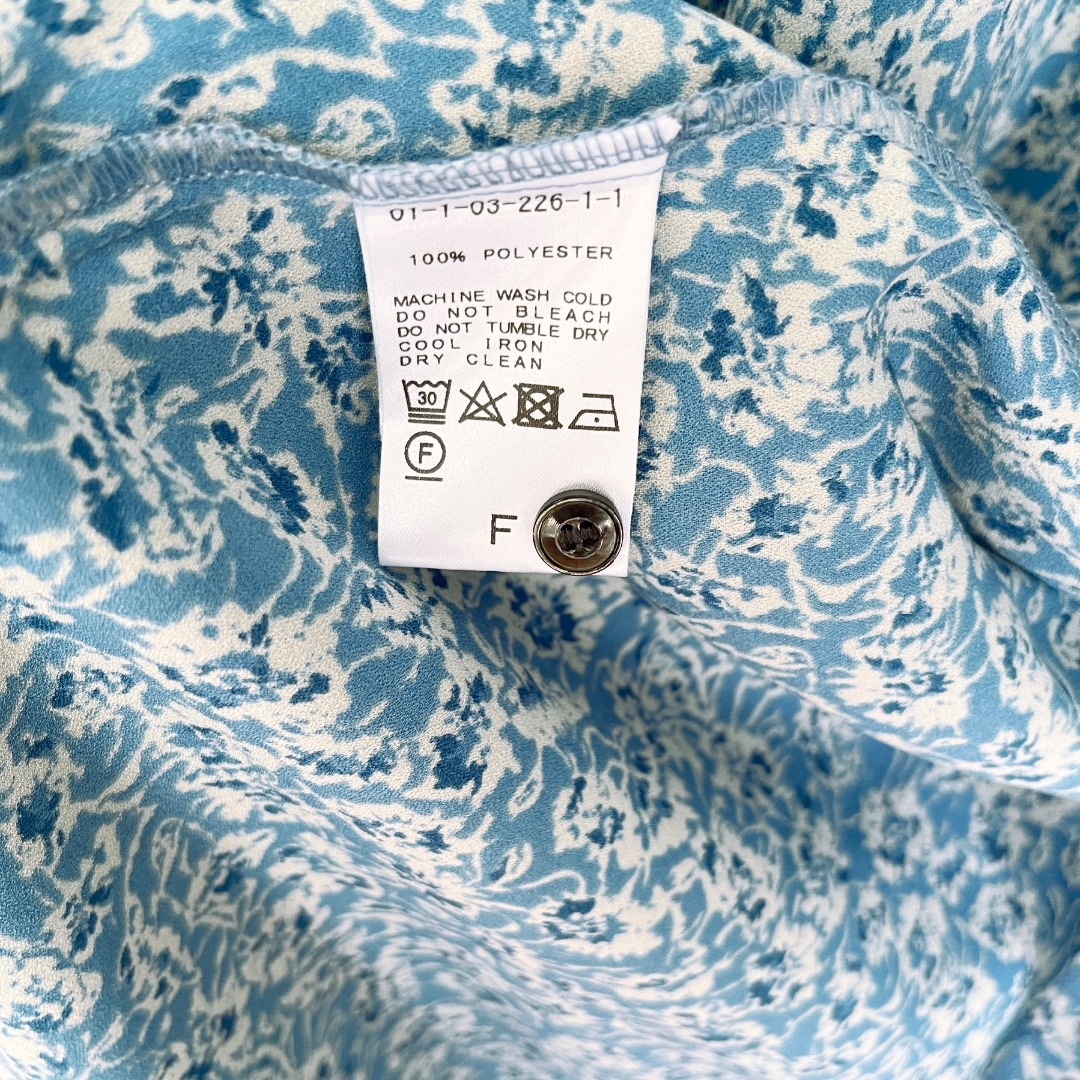 01-1-03-226-1-1
100% POLYESTER
MACHINE WASH COLD
DO NOT BLEACH
DO NOT TUMBLE DRY
COOL IRON
DRY CLEAN
30
F
F